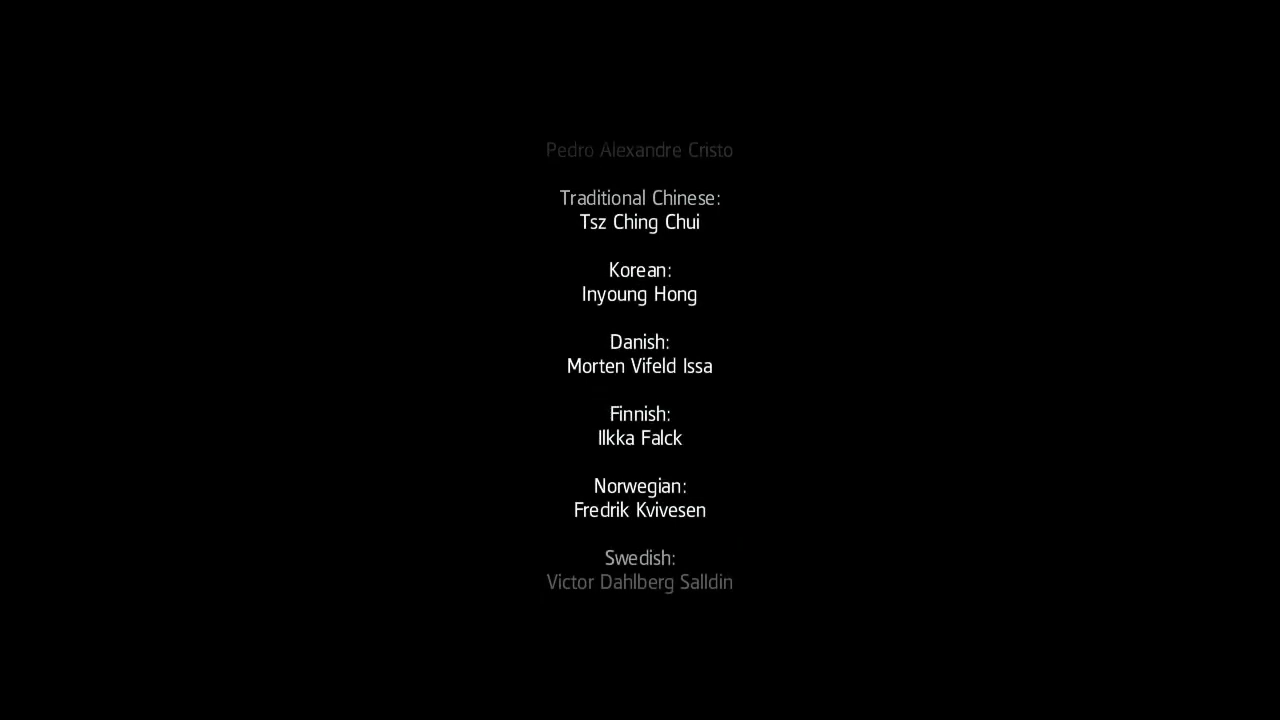 Pedro Alexandre Cristo
Traditional Chinese:
Tsz Ching Chui
Korean:
Inyoung Hong
Danish:
Morten Vifeld Issa
Finnish:
Ilkka Falck
Norwegian:
Fredrik Kvivesen
Swedish:
Victor Dahlberg Salldin